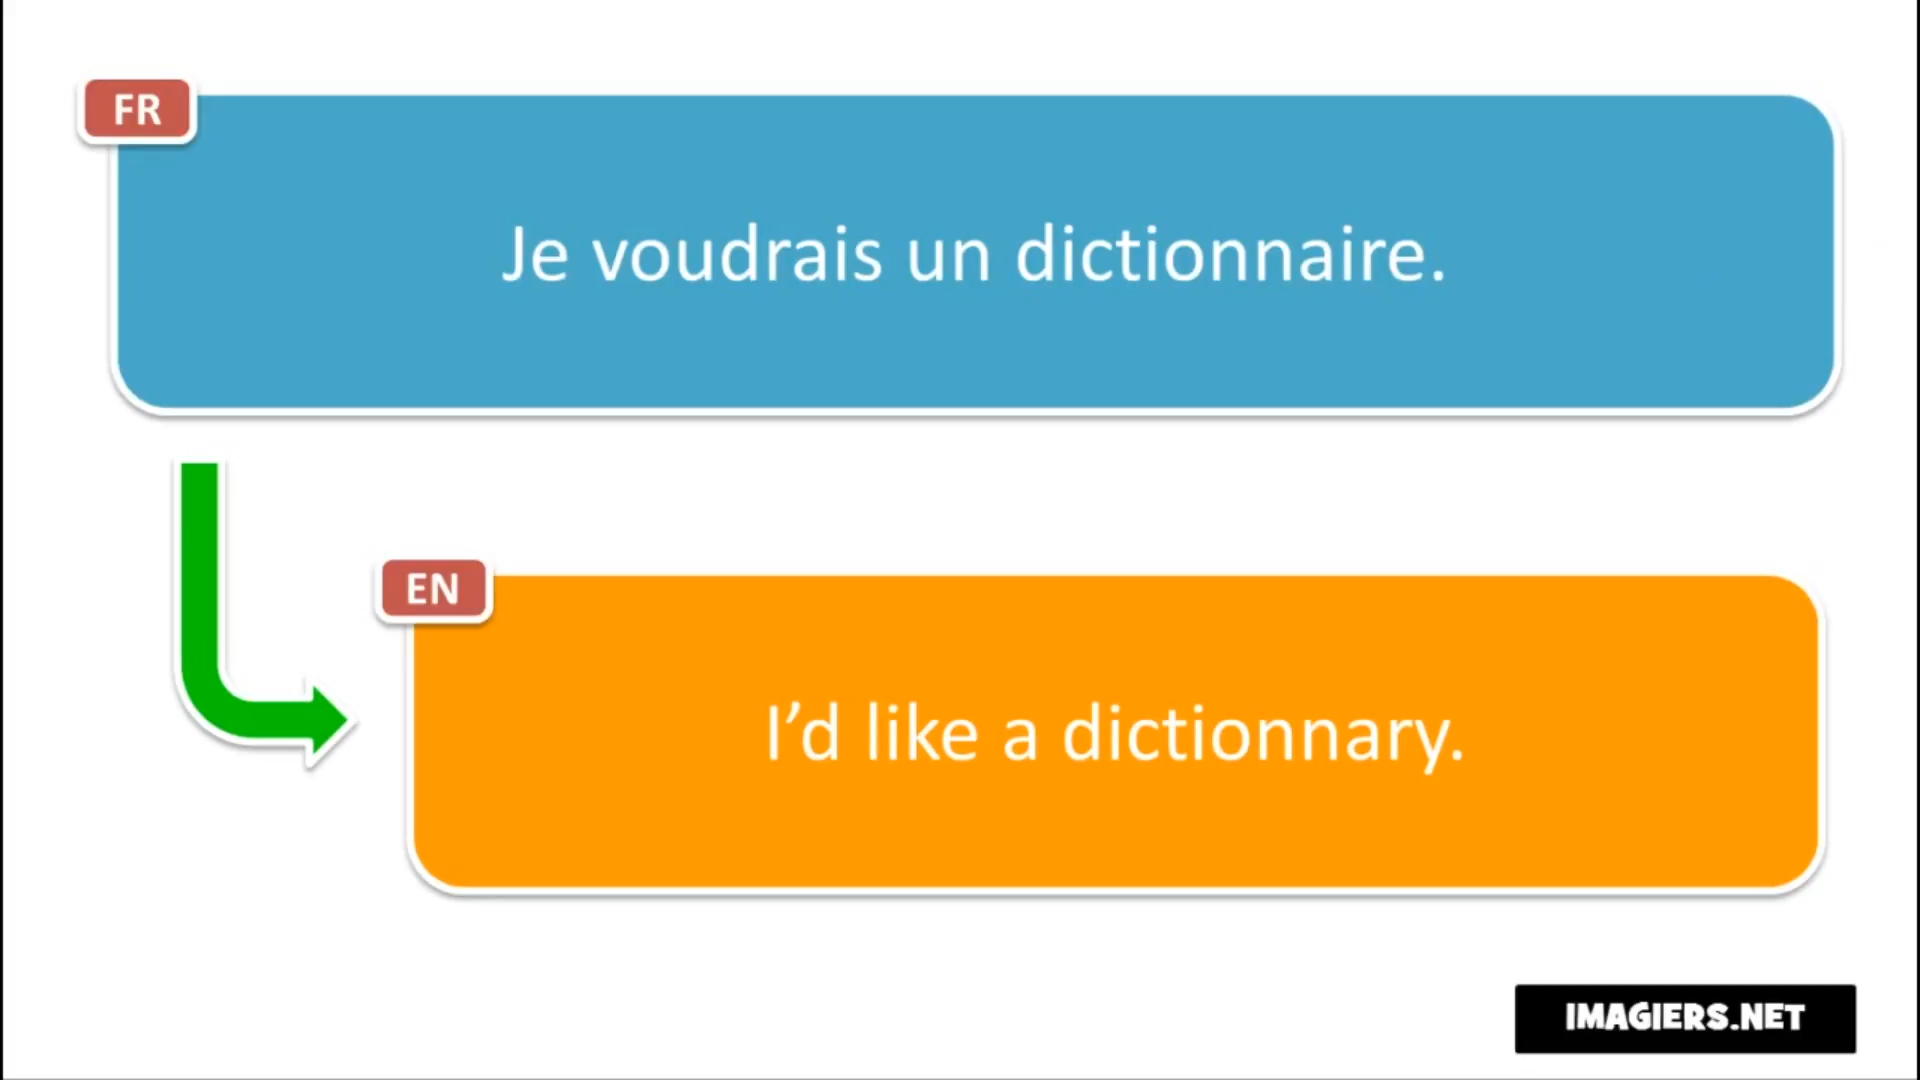 FR
Je voudrais un dictionnaire.
EN
I’d like a dictionnary.
IMAGIERS.NET